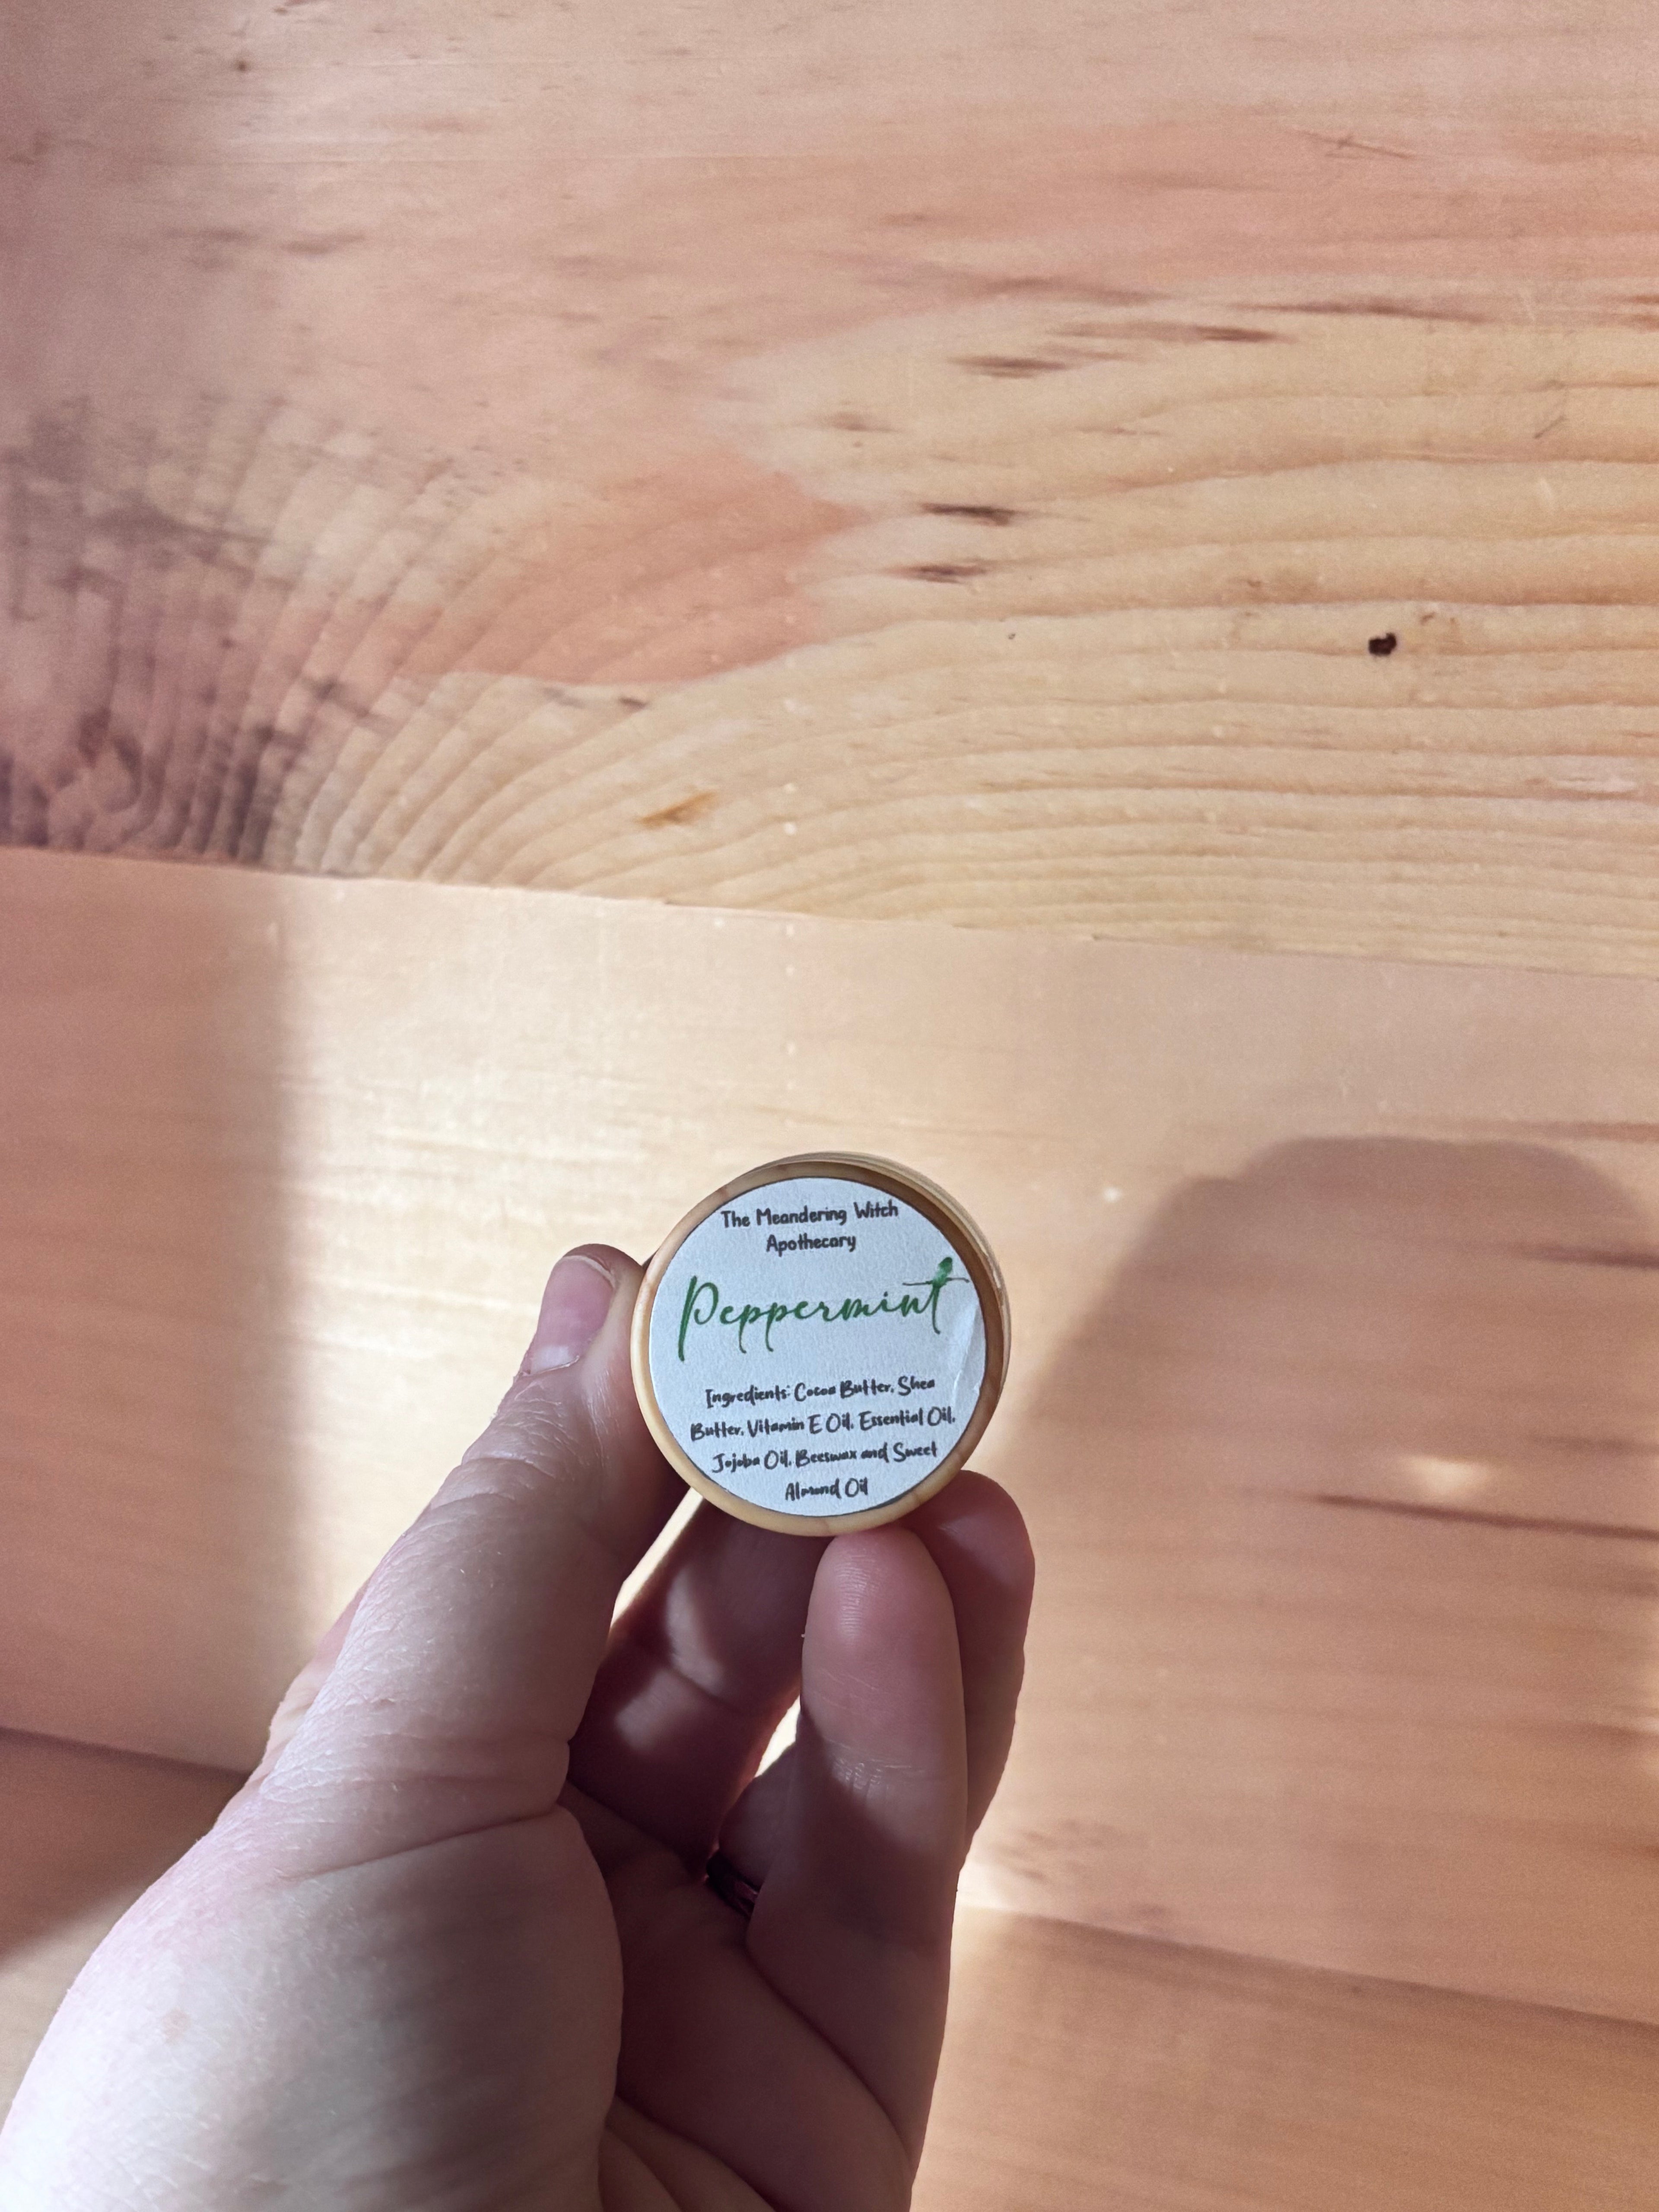 The Meandering Witch
Apothecary
Peppermint
Ingredients: Cocoa Butter, Shea
Butter, Vitamin E Oil, Essential Oil,
Jojoba Oil, Beeswax and Sweet
Almond Oil